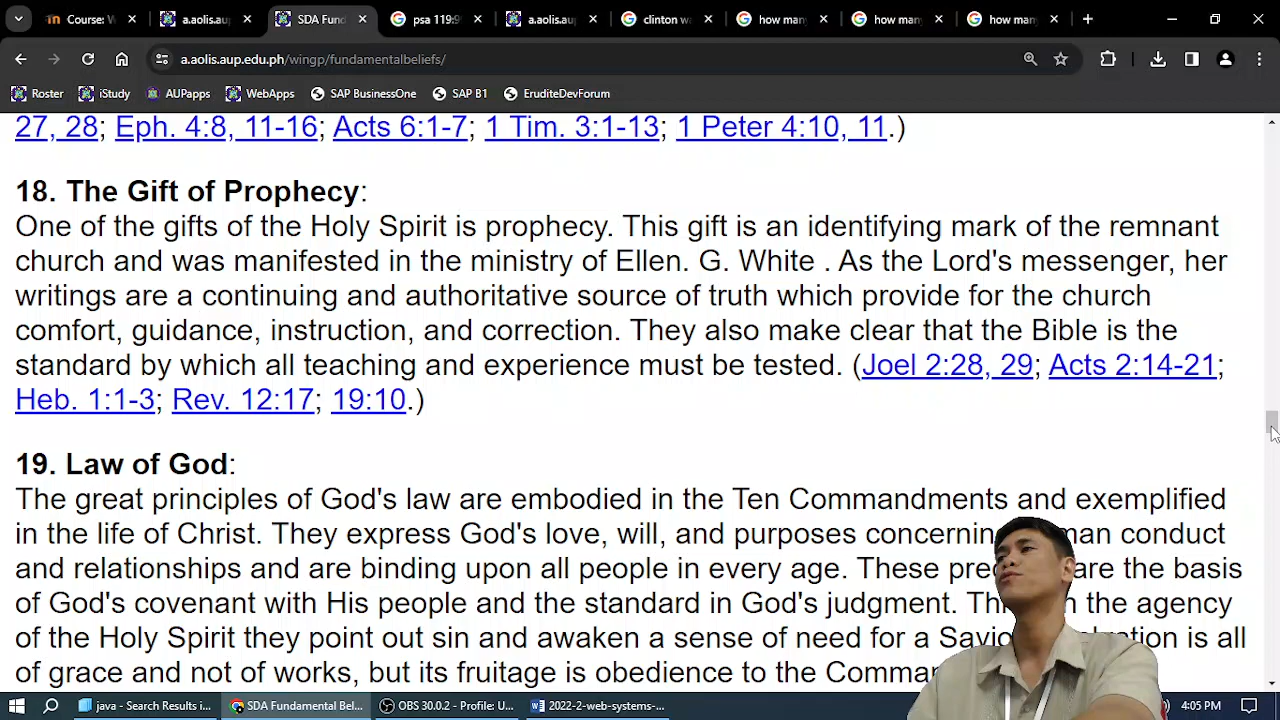 Course: W
a.aolis.aup
SDA Fund
psa 119:9
a.aolis.aup
clinton w
how many
how many
how many
a.aolis.aup.edu.ph/wingp/fundamentalbeliefs/
Roster iStudy AUPapps WebApps SAP BusinessOne SAP B1 EruditeDevForum
27, 28; Eph. 4:8, 11-16; Acts 6:1-7; 1 Tim. 3:1-13; 1 Peter 4:10, 11.)
18. The Gift of Prophecy:
One of the gifts of the Holy Spirit is prophecy. This gift is an identifying mark of the remnant
church and was manifested in the ministry of Ellen. G. White . As the Lord's messenger, her
writings are a continuing and authoritative source of truth which provide for the church
comfort, guidance, instruction, and correction. They also make clear that the Bible is the
standard by which all teaching and experience must be tested. (Joel 2:28, 29; Acts 2:14-21;
Heb. 1:1-3; Rev. 12:17; 19:10.)
19. Law of God:
The great principles of God's law are embodied in the Ten Commandments and exemplified
in the life of Christ. They express God's love, will, and purposes concerning man conduct
and relationships and are binding upon all people in every age. These are the basis
of God's covenant with His people and the standard in God's judgment. the agency
of the Holy Spirit they point out sin and awaken a sense of need for a is all
of grace and not of works, but its fruitage is obedience to the
java - Search Results i... SDA Fundamental Bel... OBS 30.0.2 - Profile: U... 2022-2-web-systems-... 4:05 PM